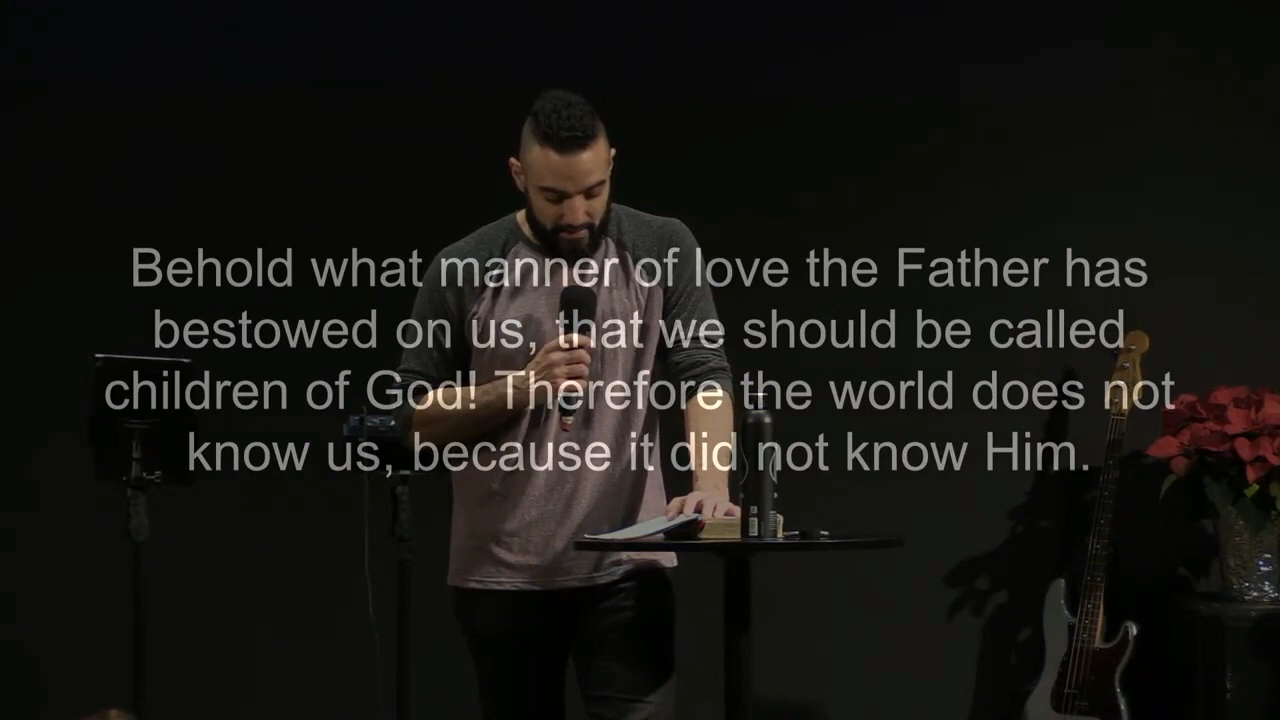 Behold what manner of love the Father has
bestowed on us, that we should be called
children of God! Therefore the world does not
know us, because it did not know Him.